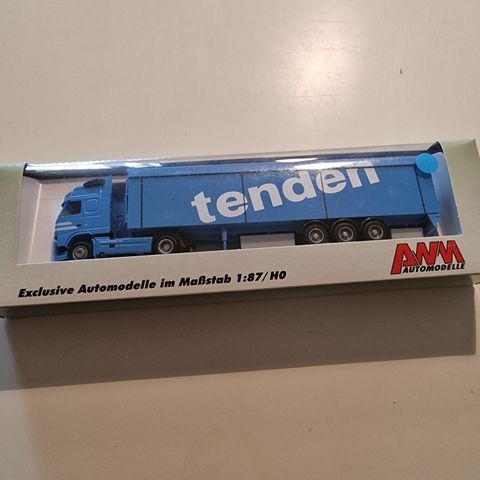 tenden
AWM
AUTOMODELLE
Exclusive Automodelle im Maßstab 1:87/H0